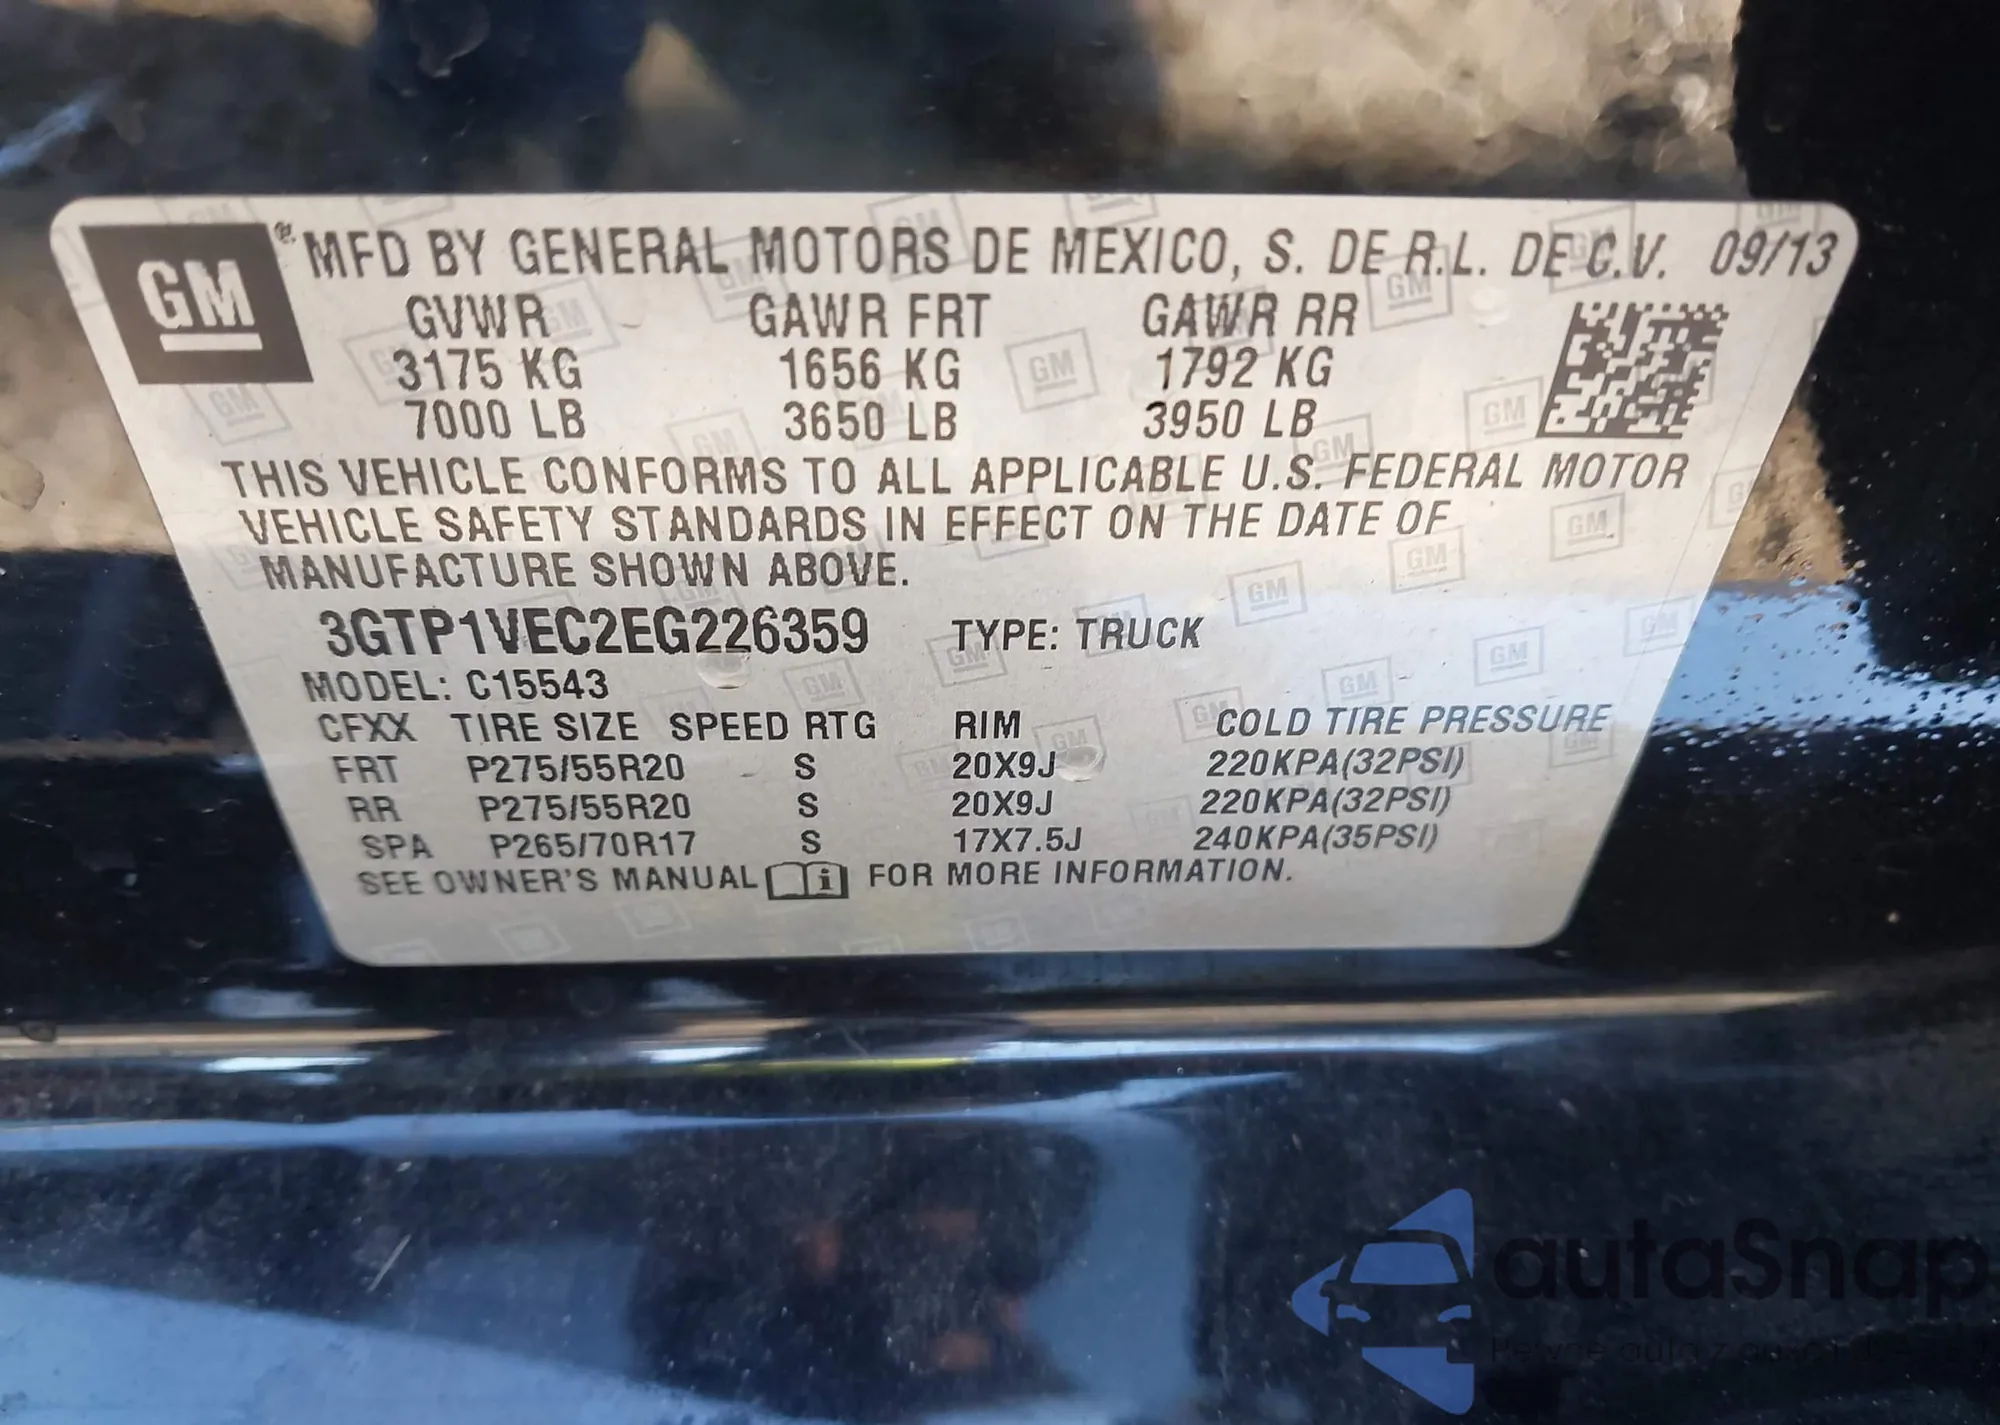 GM
® MFD BY GENERAL MOTORS DE MEXICO, S. DE R.L. DE C.V. 09/13
GVWR GAWR FRT GAWR RR
3175 KG 1656 KG 1792 KG
7000 LB 3650 LB 3950 LB
THIS VEHICLE CONFORMS TO ALL APPLICABLE U.S. FEDERAL MOTOR
VEHICLE SAFETY STANDARDS IN EFFECT ON THE DATE OF
MANUFACTURE SHOWN ABOVE.
3GTP1VEC2EG226359 TYPE: TRUCK
MODEL: C15543
CFXX TIRE SIZE SPEED RTG RIM COLD TIRE PRESSURE
FRT P275/55R20 S 20X9J 220KPA(32PSI)
RR P275/55R20 S 20X9J 220KPA(32PSI)
SPA P265/70R17 S 17X7.5J 240KPA(35PSI)
SEE OWNER'S MANUAL i FOR MORE INFORMATION.
autaSnap